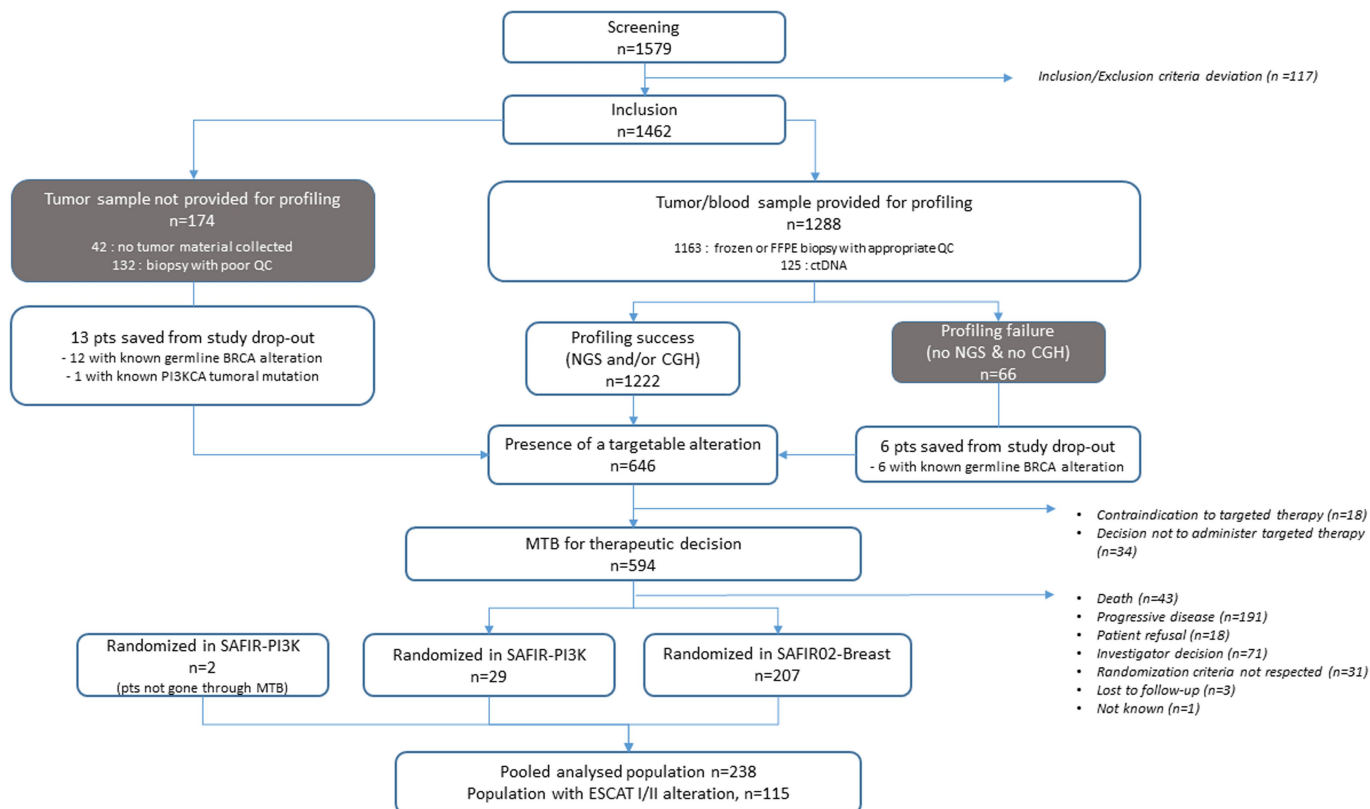 Screening
n=1579
Inclusion/Exclusion criteria deviation (n =117)
Inclusion
n=1462
Tumor sample not provided for profiling
n=174
42 : no tumor material collected
132 : biopsy with poor QC
Tumor/blood sample provided for profiling
n=1288
1163 : frozen or FFPE biopsy with appropriate QC
125 : ctDNA
13 pts saved from study drop-out
- 12 with known germline BRCA alteration
- 1 with known PI3KCA tumoral mutation
Profiling success
(NGS and/or CGH)
n=1222
Profiling failure
(no NGS & no CGH)
n=66
Presence of a targetable alteration
n=646
6 pts saved from study drop-out
- 6 with known germline BRCA alteration
• Contraindication to targeted therapy (n=18)
• Decision not to administer targeted therapy
(n=34)
MTB for therapeutic decision
n=594
• Death (n=43)
• Progressive disease (n=191)
• Patient refusal (n=18)
• Investigator decision (n=71)
• Randomization criteria not respected (n=31)
• Lost to follow-up (n=3)
• Not known (n=1)
Randomized in SAFIR-PI3K
n=2
(pts not gone through MTB)
Randomized in SAFIR-PI3K
n=29
Randomized in SAFIR02-Breast
n=207
Pooled analysed population n=238
Population with ESCAT I/II alteration, n=115